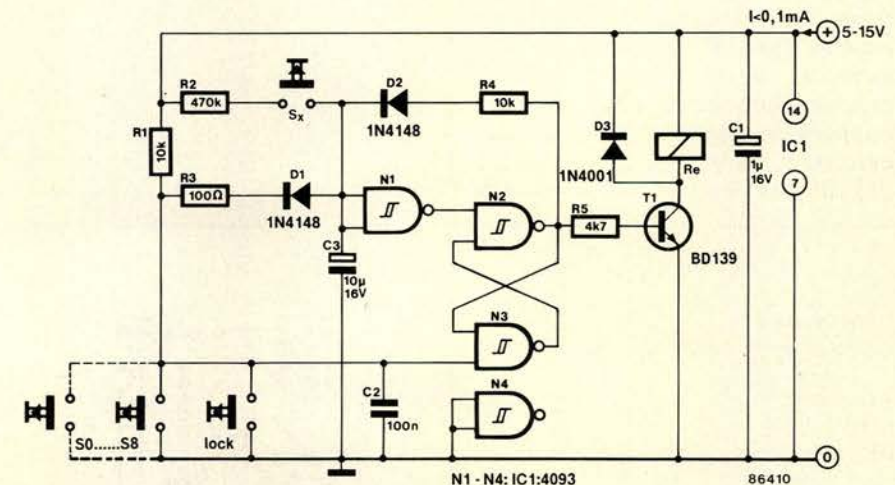 I<0,1mA
5-15V
R2
470k
Sx
D2
1N4148
R4
10k
R1
10k
R3
100Ω
D1
1N4148
N1
N2
R5
4k7
D3
1N4001
Re
T1
BD139
C1
1µ
16V
14
IC1
7
C3
10µ
16V
N3
N4
C2
100n
S0......S8
lock
0
N1 - N4: IC1:4093
86410